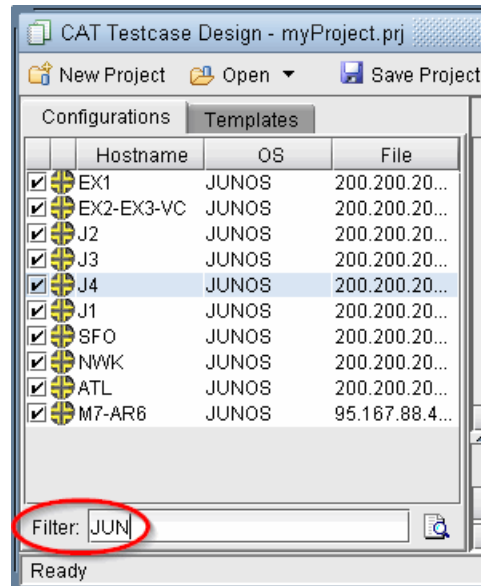 CAT Testcase Design - myProject.prj
New Project Open Save Project
Configurations Templates
Hostname OS File
EX1 JUNOS 200.200.20...
EX2-EX3-VC JUNOS 200.200.20...
J2 JUNOS 200.200.20...
J3 JUNOS 200.200.20...
J4 JUNOS 200.200.20...
J1 JUNOS 200.200.20...
SFO JUNOS 200.200.20...
NWK JUNOS 200.200.20...
ATL JUNOS 200.200.20...
M7-AR6 JUNOS 95.167.88.4...
Filter: JUN
Ready